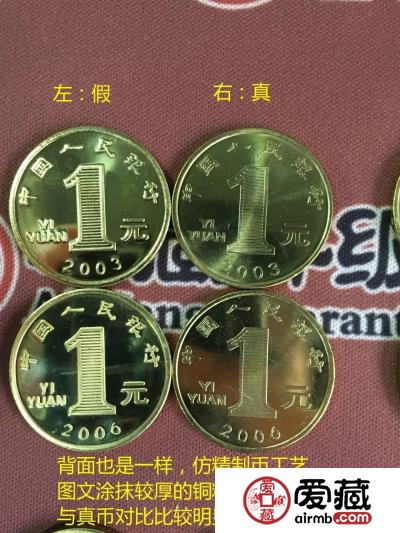 左：假 右：真
中国人民银行 中国人民银行
1元 1元
YI YUAN YI YUAN
2003 2003
中国人民银行 中国人民银行
1元 1元
YI YUAN YI YUAN
2006 2006
背面也是一样，仿精制币工艺
图文涂抹较厚的铜
与真币对比比较明
爱藏
airmb.com